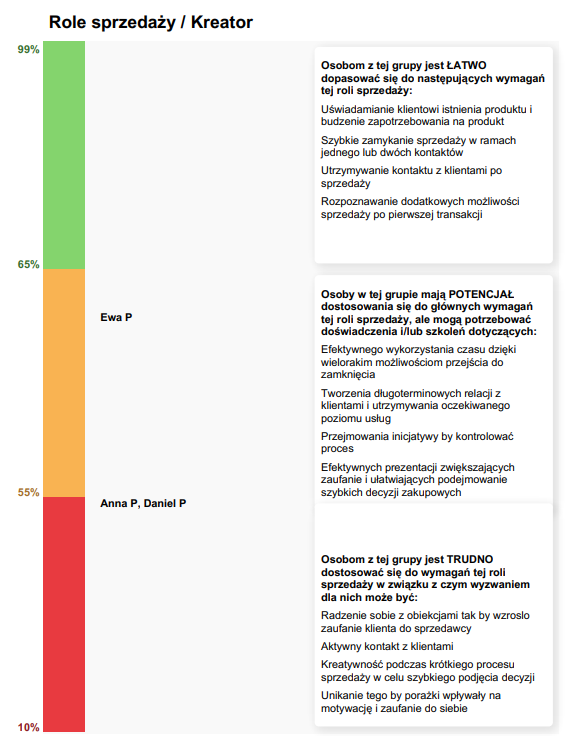 Role sprzedaży / Kreator
99%
Osobom z tej grupy jest ŁATWO
dopasować się do następujących wymagań
tej roli sprzedaży:
Uświadamianie klientowi istnienia produktu i
budzenie zapotrzebowania na produkt
Szybkie zamykanie sprzedaży w ramach
jednego lub dwóch kontaktów
Utrzymywanie kontaktu z klientami po
sprzedaży
Rozpoznawanie dodatkowych możliwości
sprzedaży po pierwszej transakcji
65%
Ewa P
Osoby w tej grupie mają POTENCJAŁ
dostosowania się do głównych wymagań
tej roli sprzedaży, ale mogą potrzebować
doświadczenia i/lub szkoleń dotyczących:
Efektywnego wykorzystania czasu dzięki
wielorakim możliwościom przejścia do
zamknięcia
Tworzenia długoterminowych relacji z
klientami i utrzymywania oczekiwanego
poziomu usług
Przejmowania inicjatywy by kontrolować
proces
Efektywnych prezentacji zwiększających
zaufanie i ułatwiających podejmowanie
szybkich decyzji zakupowych
55%
Anna P, Daniel P
Osobom z tej grupy jest TRUDNO
dostosować się do wymagań tej roli
sprzedaży w związku z czym wyzwaniem
dla nich może być:
Radzenie sobie z obiekcjami tak by wzrosło
zaufanie klienta do sprzedawcy
Aktywny kontakt z klientami
Kreatywność podczas krótkiego procesu
sprzedaży w celu szybkiego podjęcia decyzji
Unikanie tego by porażki wpływały na
motywację i zaufanie do siebie
10%